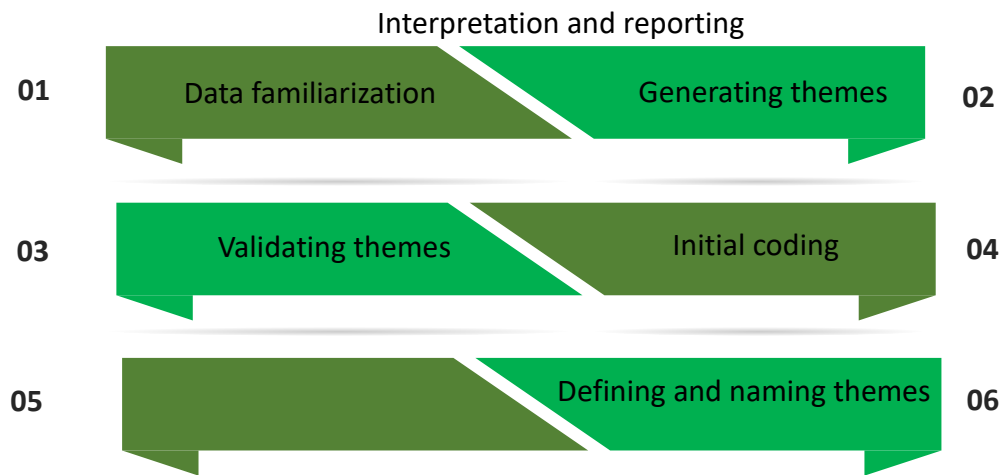 Interpretation and reporting
01
Data familiarization
Generating themes
02
03
Validating themes
Initial coding
04
05
Defining and naming themes
06